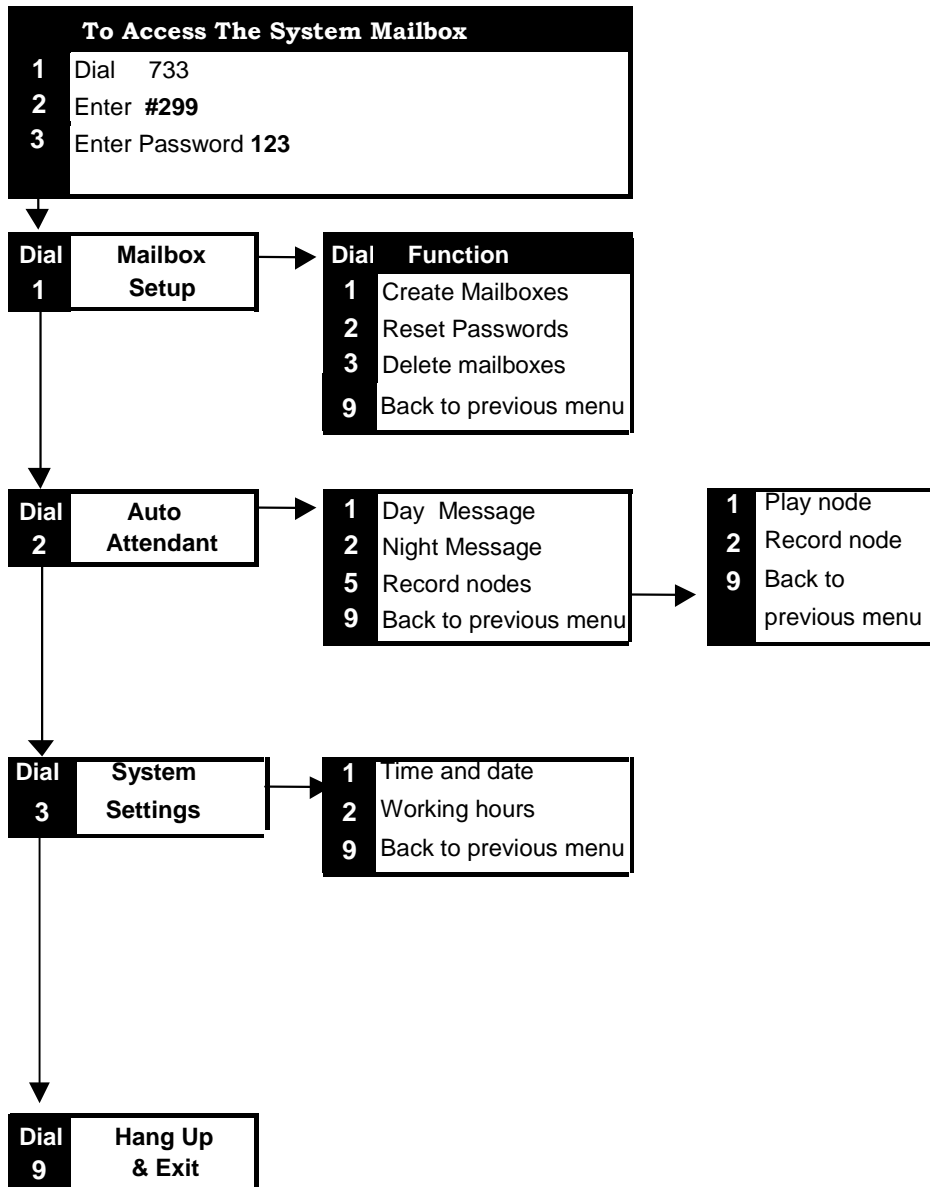 To Access The System Mailbox
1 Dial 733
2 Enter #299
3 Enter Password 123
Dial 1 Mailbox
Setup
Dial Function
1 Create Mailboxes
2 Reset Passwords
3 Delete mailboxes
9 Back to previous menu
Dial 2 Auto
Attendant
1 Day Message
2 Night Message
5 Record nodes
9 Back to previous menu
1 Play node
2 Record node
9 Back to
previous menu
Dial 3 System
Settings
1 Time and date
2 Working hours
9 Back to previous menu
Dial 9 Hang Up
& Exit